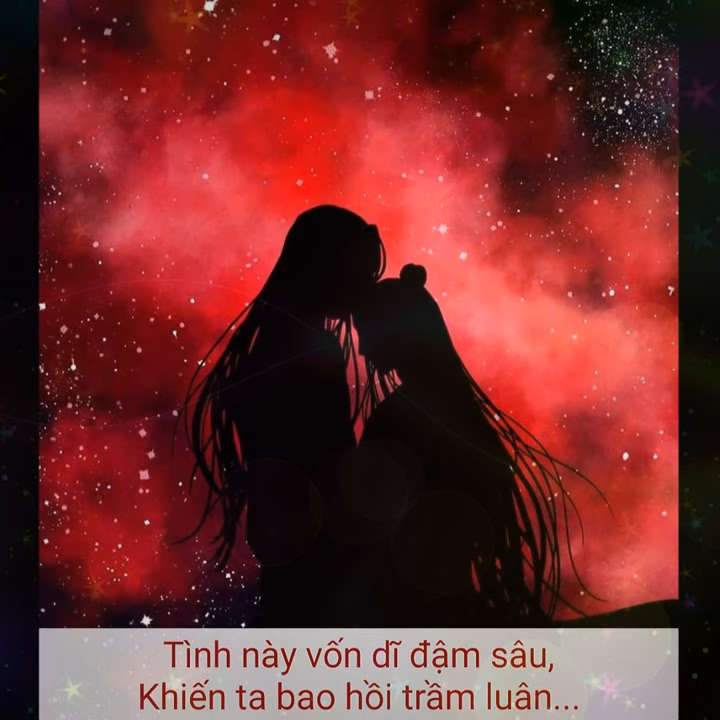 Tình này vốn dĩ đậm sâu,
Khiến ta bao hồi trầm luân...